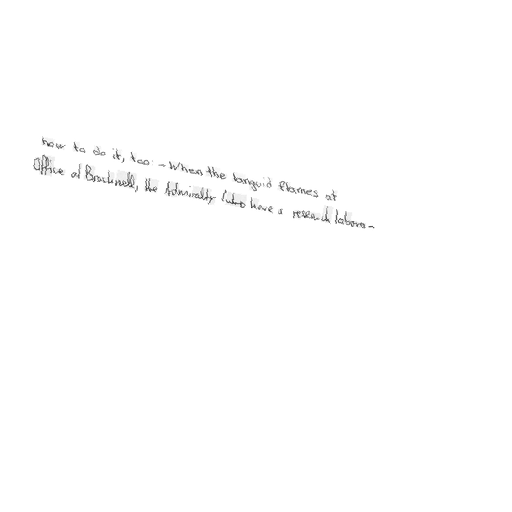 how to do it, too. - When the languid flames at
Office at Bracknell, the Admiralty (who have a research labora-